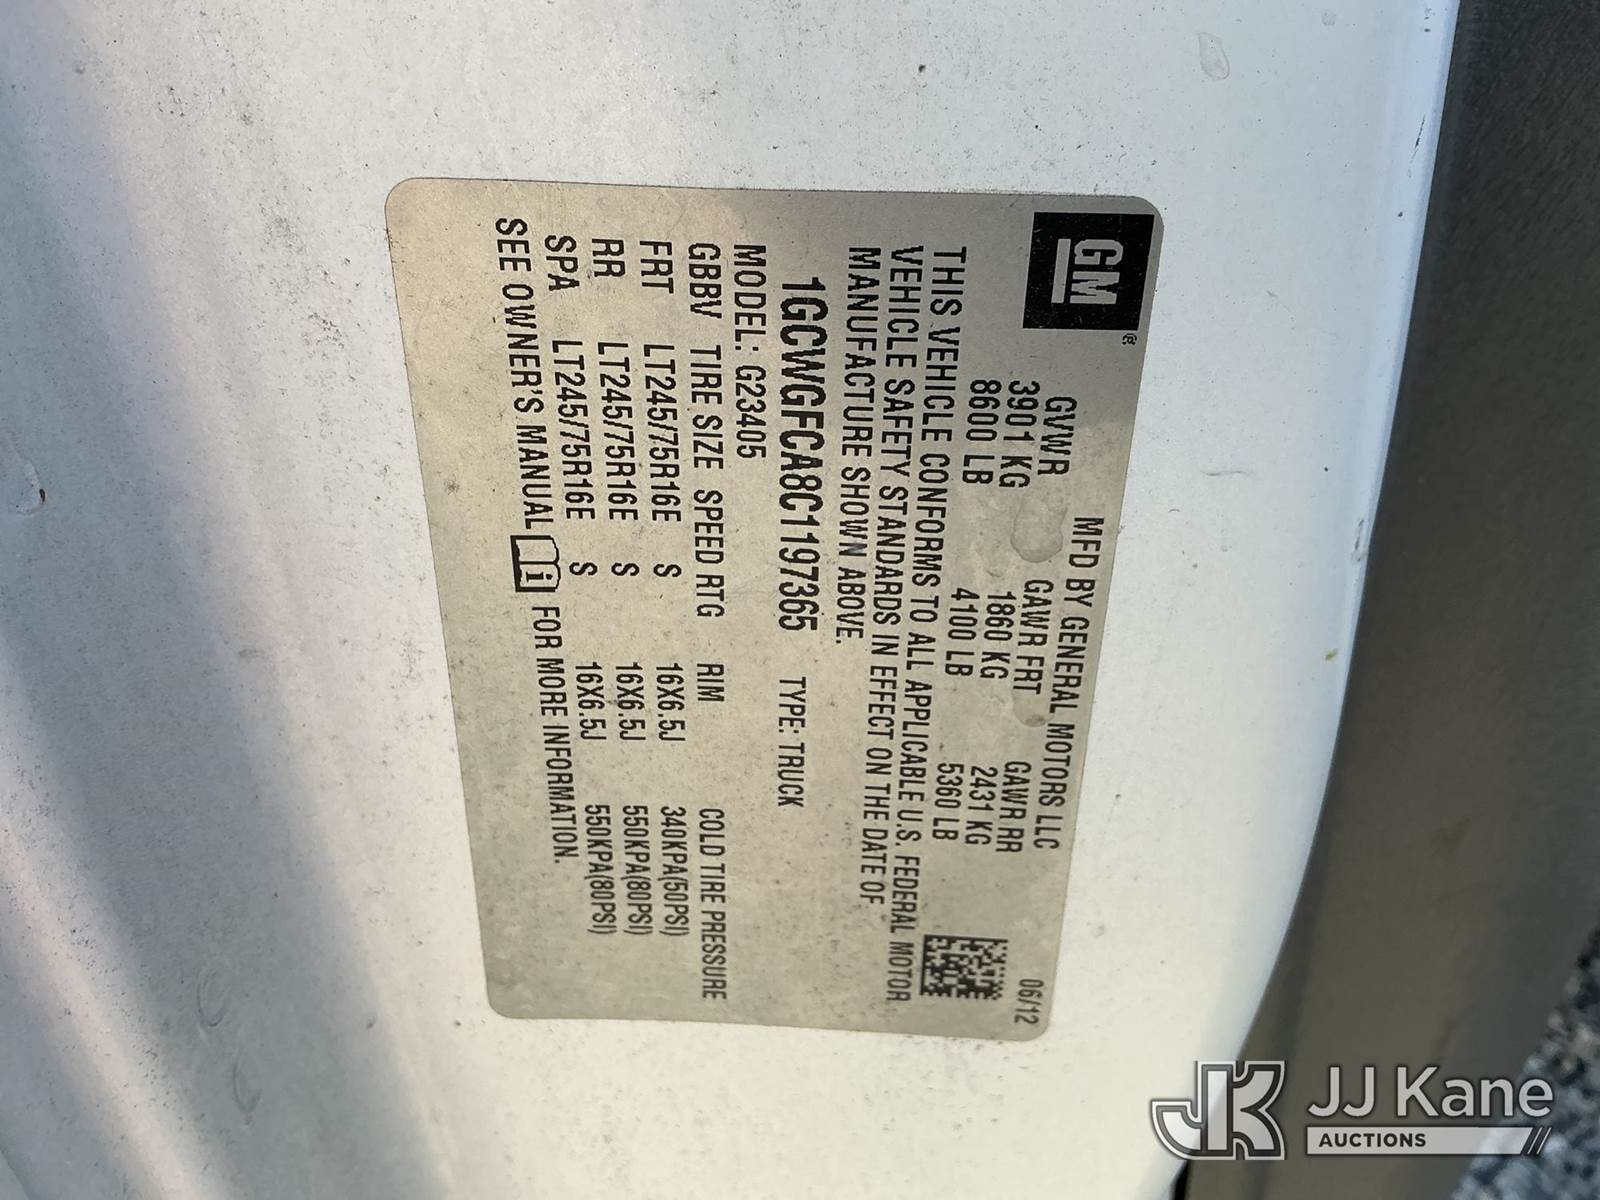 GM®
MFD BY GENERAL MOTORS LLC 06/12
GVWR GAWR FRT GAWR RR
3901 KG 1860 KG 2431 KG
8600 LB 4100 LB 5360 LB
THIS VEHICLE CONFORMS TO ALL APPLICABLE U.S. FEDERAL MOTOR
VEHICLE SAFETY STANDARDS IN EFFECT ON THE DATE OF
MANUFACTURE SHOWN ABOVE.
1GCWGFCA8C1197365 TYPE: TRUCK
MODEL: G23405
GBBV TIRE SIZE SPEED RTG RIM COLD TIRE PRESSURE
FRT LT245/75R16E S 16X6.5J 340KPA(50PSI)
RR LT245/75R16E S 16X6.5J 550KPA(80PSI)
SPA LT245/75R16E S 16X6.5J 550KPA(80PSI)
SEE OWNER'S MANUAL FOR MORE INFORMATION.
JK JJ Kane
AUCTIONS